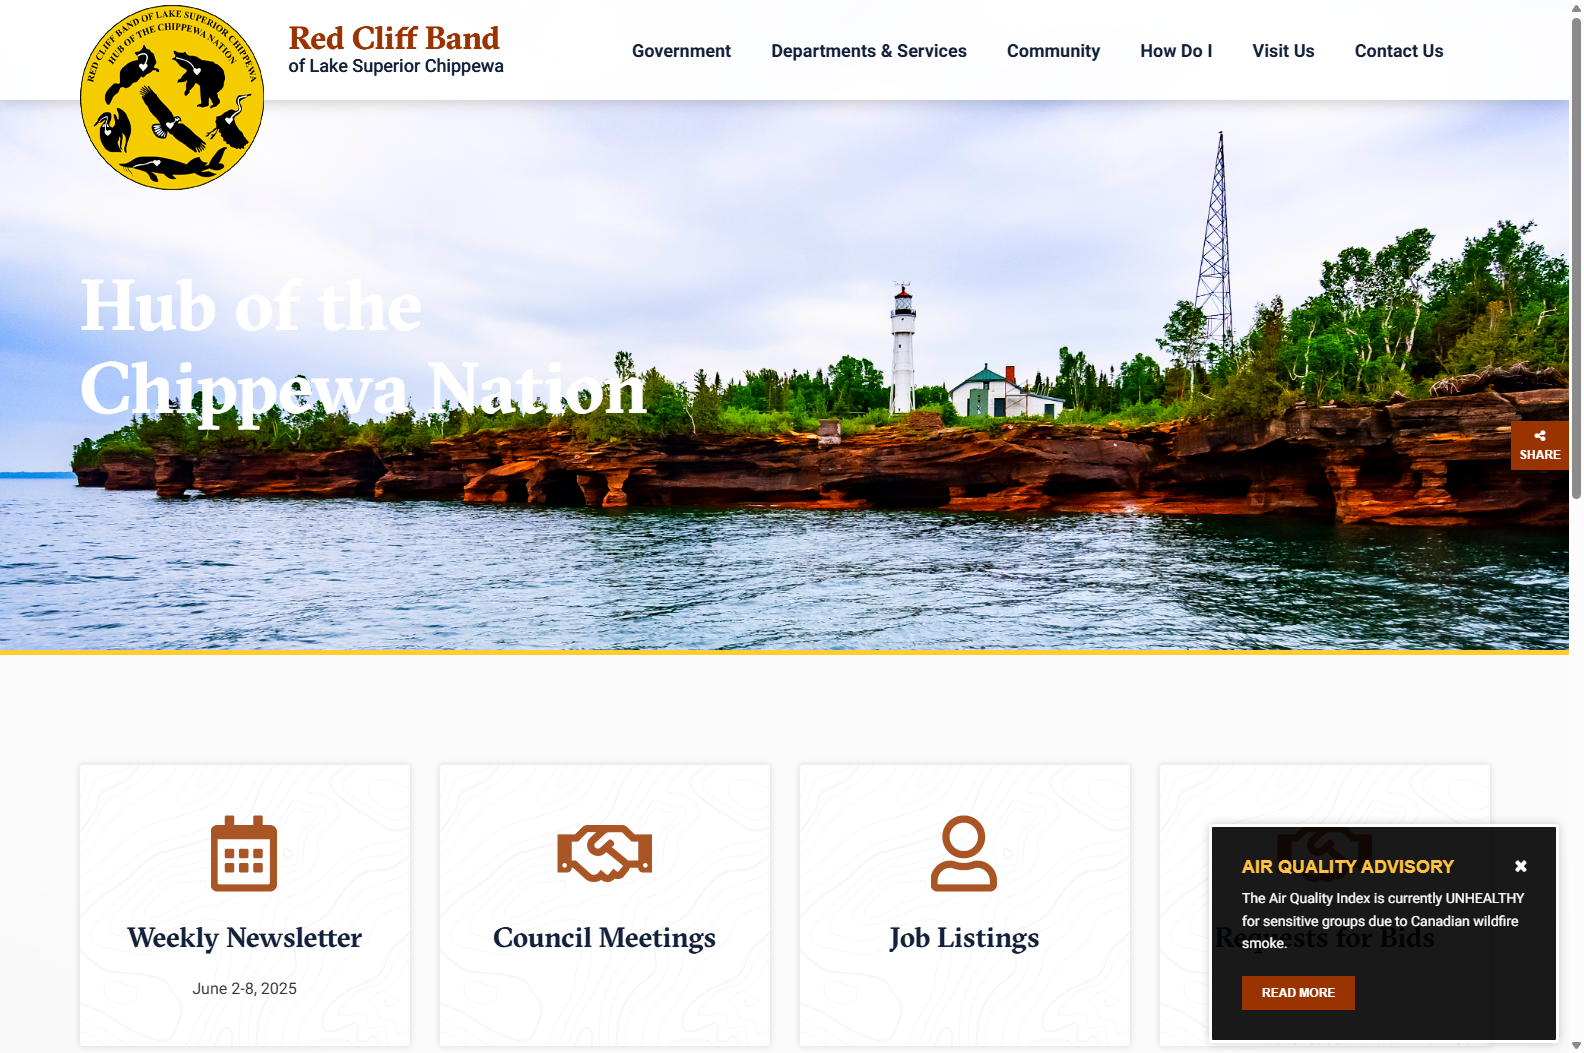 RED CLIFF BAND OF LAKE SUPERIOR CHIPPEWA
HUB OF THE CHIPPEWA NATION
Red Cliff Band
of Lake Superior Chippewa
Government
Departments & Services
Community
How Do I
Visit Us
Contact Us
Hub of the
Chippewa Nation
SHARE
Weekly Newsletter
June 2-8, 2025
Council Meetings
Job Listings
Requests for Bids
AIR QUALITY ADVISORY
The Air Quality Index is currently UNHEALTHY
for sensitive groups due to Canadian wildfire
smoke.
READ MORE